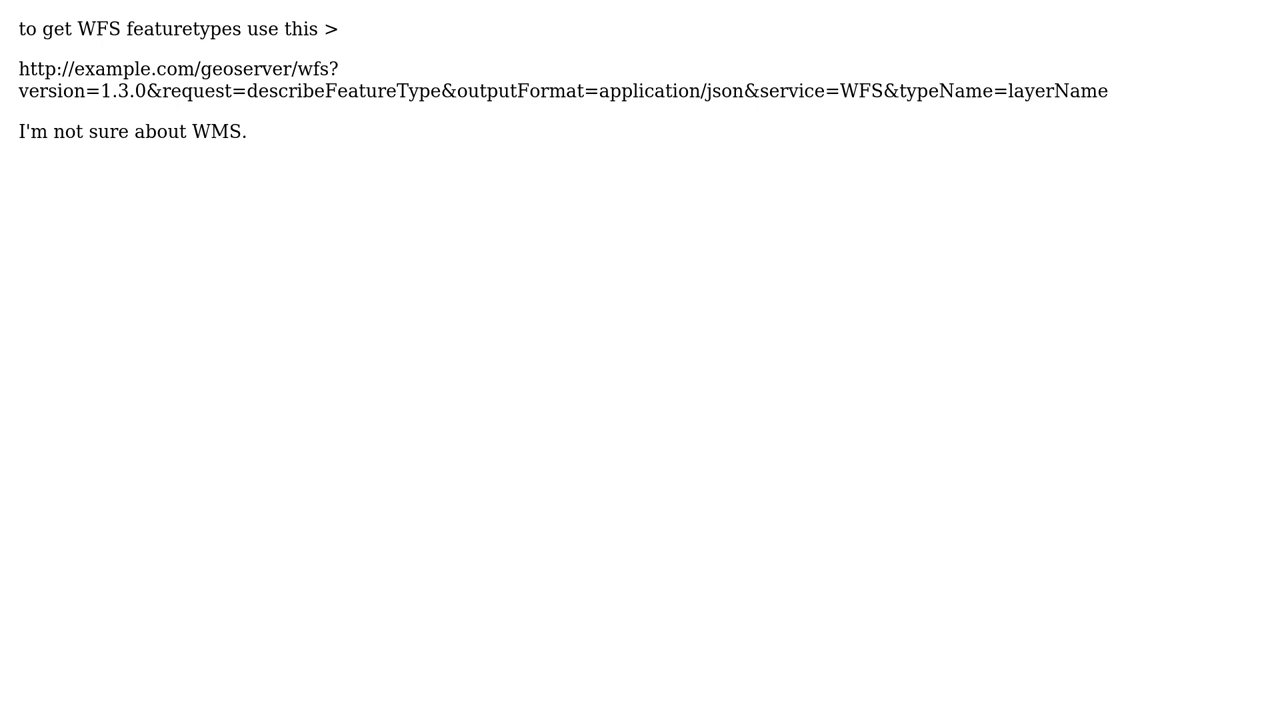 to get WFS featuretypes use this >
http://example.com/geoserver/wfs?
version=1.3.0&request=describeFeatureType&outputFormat=application/json&service=WFS&typeName=layerName
I'm not sure about WMS.